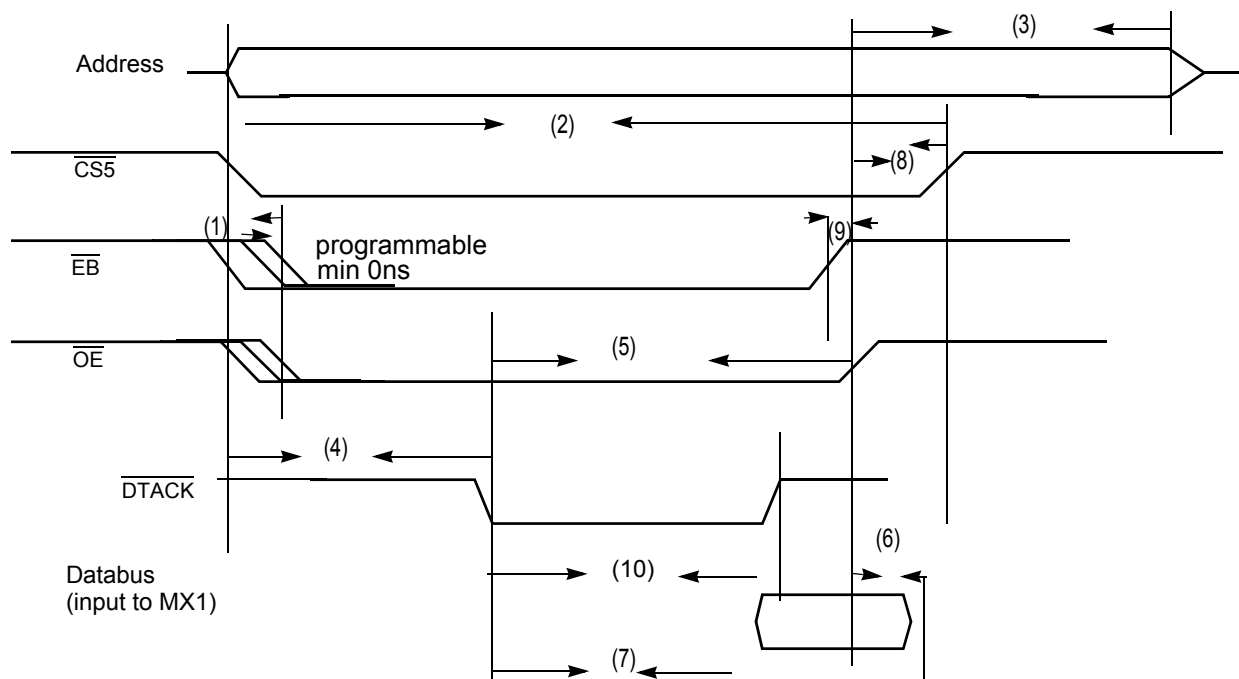 (3)
Address
(2)
CS5
(8)
(1)
programmable
min 0ns
(9)
EB
OE
(5)
(4)
DTACK
(6)
Databus
(input to MX1)
(10)
(7)